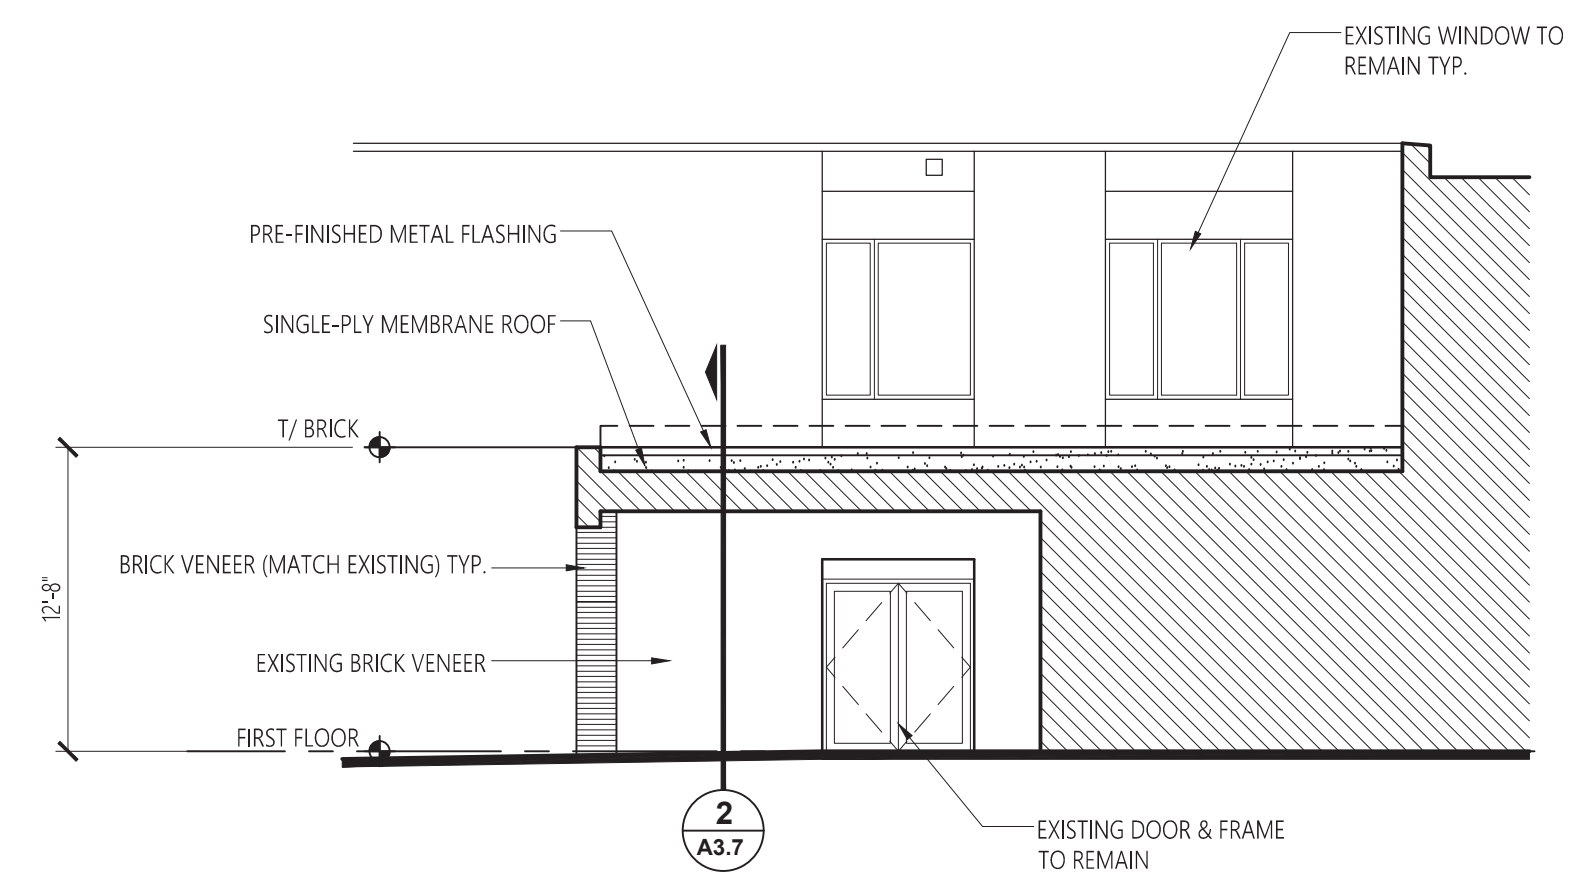 EXISTING WINDOW TO
REMAIN TYP.
PRE-FINISHED METAL FLASHING
SINGLE-PLY MEMBRANE ROOF
T/ BRICK
BRICK VENEER (MATCH EXISTING) TYP.
12'-8"
EXISTING BRICK VENEER
FIRST FLOOR
2
A3.7
EXISTING DOOR & FRAME
TO REMAIN